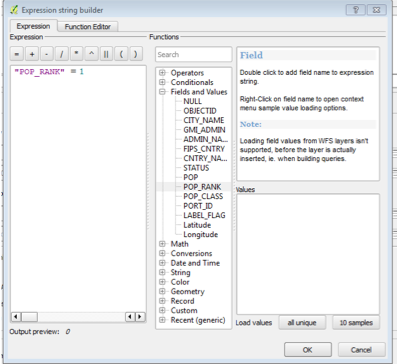 Expression string builder
Expression
Function Editor
Expression
Functions
= + - / * ^ || ( )
Search
"POP_RANK" = 1
Operators
Conditionals
Fields and Values
NULL
OBJECTID
CITY_NAME
GMI_ADMIN
ADMIN_NA...
FIPS_CNTRY
CNTRY_NA...
STATUS
POP
POP_RANK
POP_CLASS
PORT_ID
LABEL_FLAG
Latitude
Longitude
Math
Conversions
Date and Time
String
Color
Geometry
Record
Custom
Recent (generic)
Field
Double click to add field name to expression
string.
Right-Click on field name to open context
menu sample value loading options.
Note:
Loading field values from WFS layers isn't
supported, before the layer is actually
inserted, ie. when building queries.
Values
Load values
all unique
10 samples
Output preview: 0
OK
Cancel